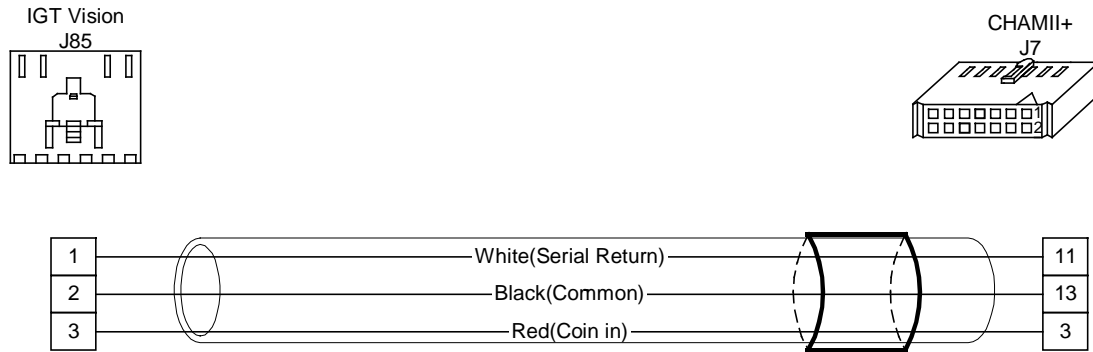 IGT Vision
J85
CHAMII+
J7
1
2
1 White(Serial Return) 11
2 Black(Common) 13
3 Red(Coin in) 3